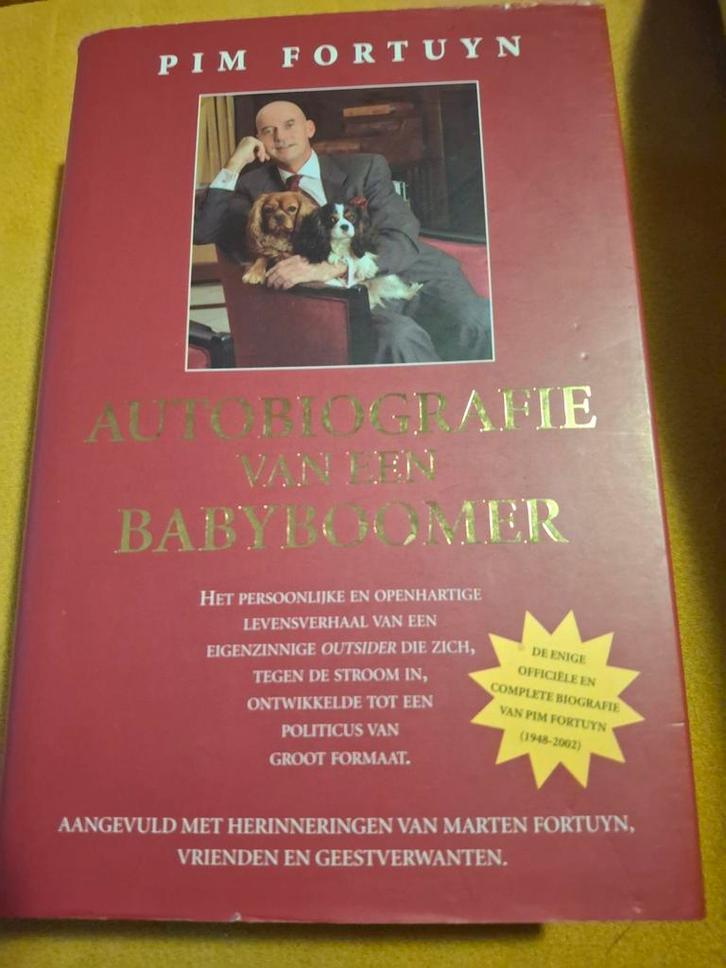 PIM FORTUYN
AUTOBIOGRAFIE
VAN EEN
BABYBOOMER
HET PERSOONLIJKE EN OPENHARTIGE
LEVENSVERHAAL VAN EEN
EIGENZINNIGE OUTSIDER DIE ZICH,
TEGEN DE STROOM IN,
ONTWIKKELDE TOT EEN
POLITICUS VAN
GROOT FORMAAT.
DE ENIGE
OFFICIËLE EN
COMPLETE BIOGRAFIE
VAN PIM FORTUYN
(1948-2002)
AANGEVULD MET HERINNERINGEN VAN MARTEN FORTUYN,
VRIENDEN EN GEESTVERWANTEN.